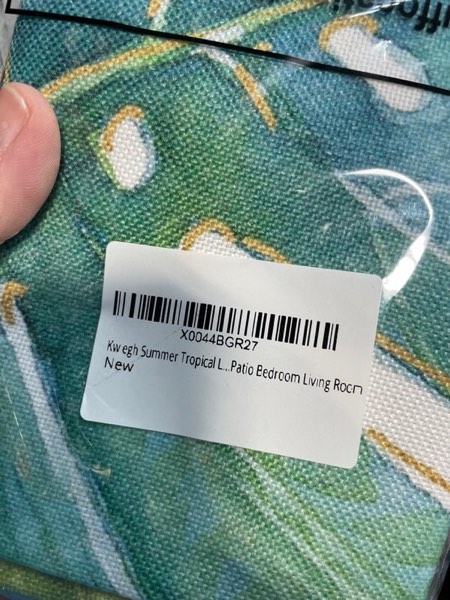 X0044BGR27
Kwegh Summer Tropical L...Patio Bedroom Living Room
New